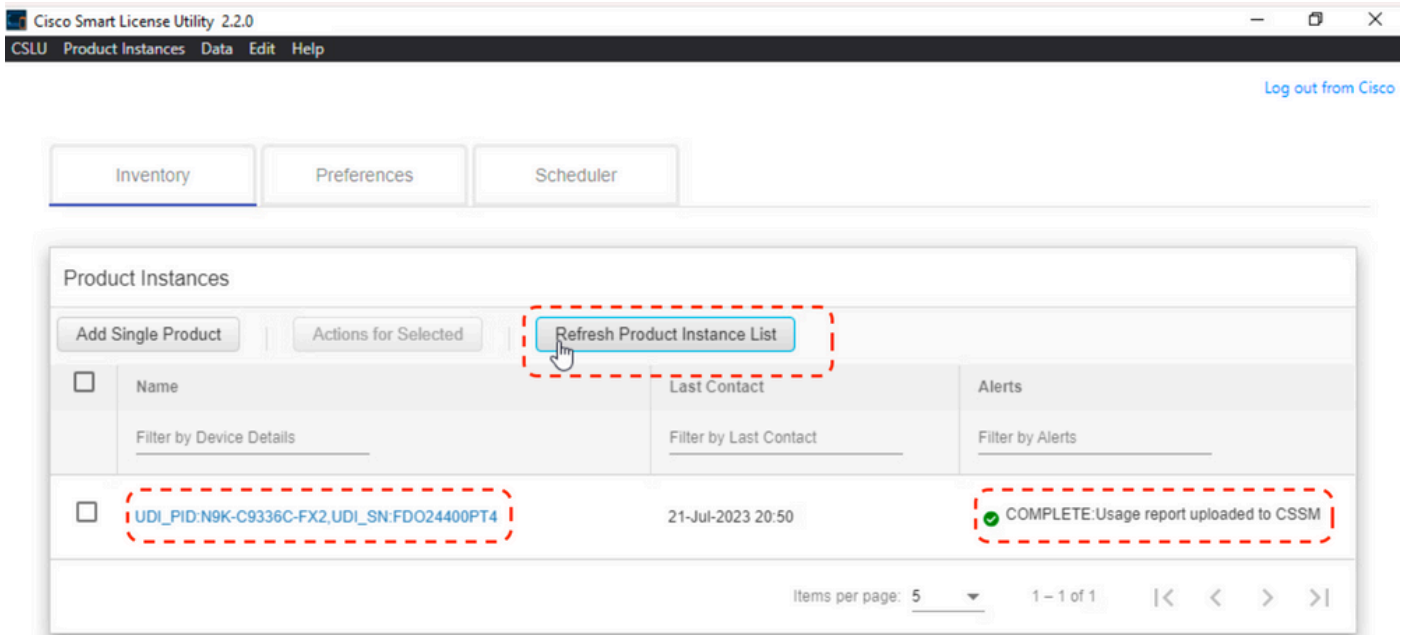 Cisco Smart License Utility 2.2.0
CSLU Product Instances Data Edit Help
Log out from Cisco
Inventory Preferences Scheduler
Product Instances
Add Single Product Actions for Selected Refresh Product Instance List
Name Last Contact Alerts
Filter by Device Details Filter by Last Contact Filter by Alerts
UDI_PID:N9K-C9336C-FX2,UDI_SN:FDO24400PT4 21-Jul-2023 20:50 COMPLETE:Usage report uploaded to CSSM
Items per page: 5 1 – 1 of 1